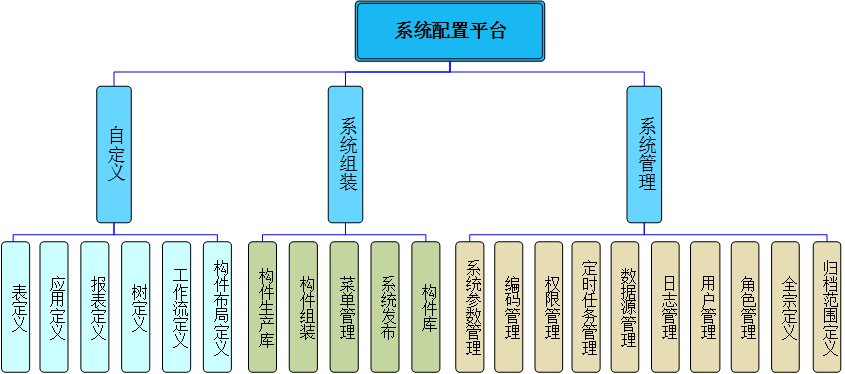 系统配置平台
自定义
系统组装
系统管理
表定义
应用定义
报表定义
树定义
工作流定义
构件布局定义
构件生产库
构件组装
菜单管理
系统发布
构件库
系统参数管理
编码管理
权限管理
定时任务管理
数据源管理
日志管理
用户管理
角色管理
全宗定义
归档范围定义